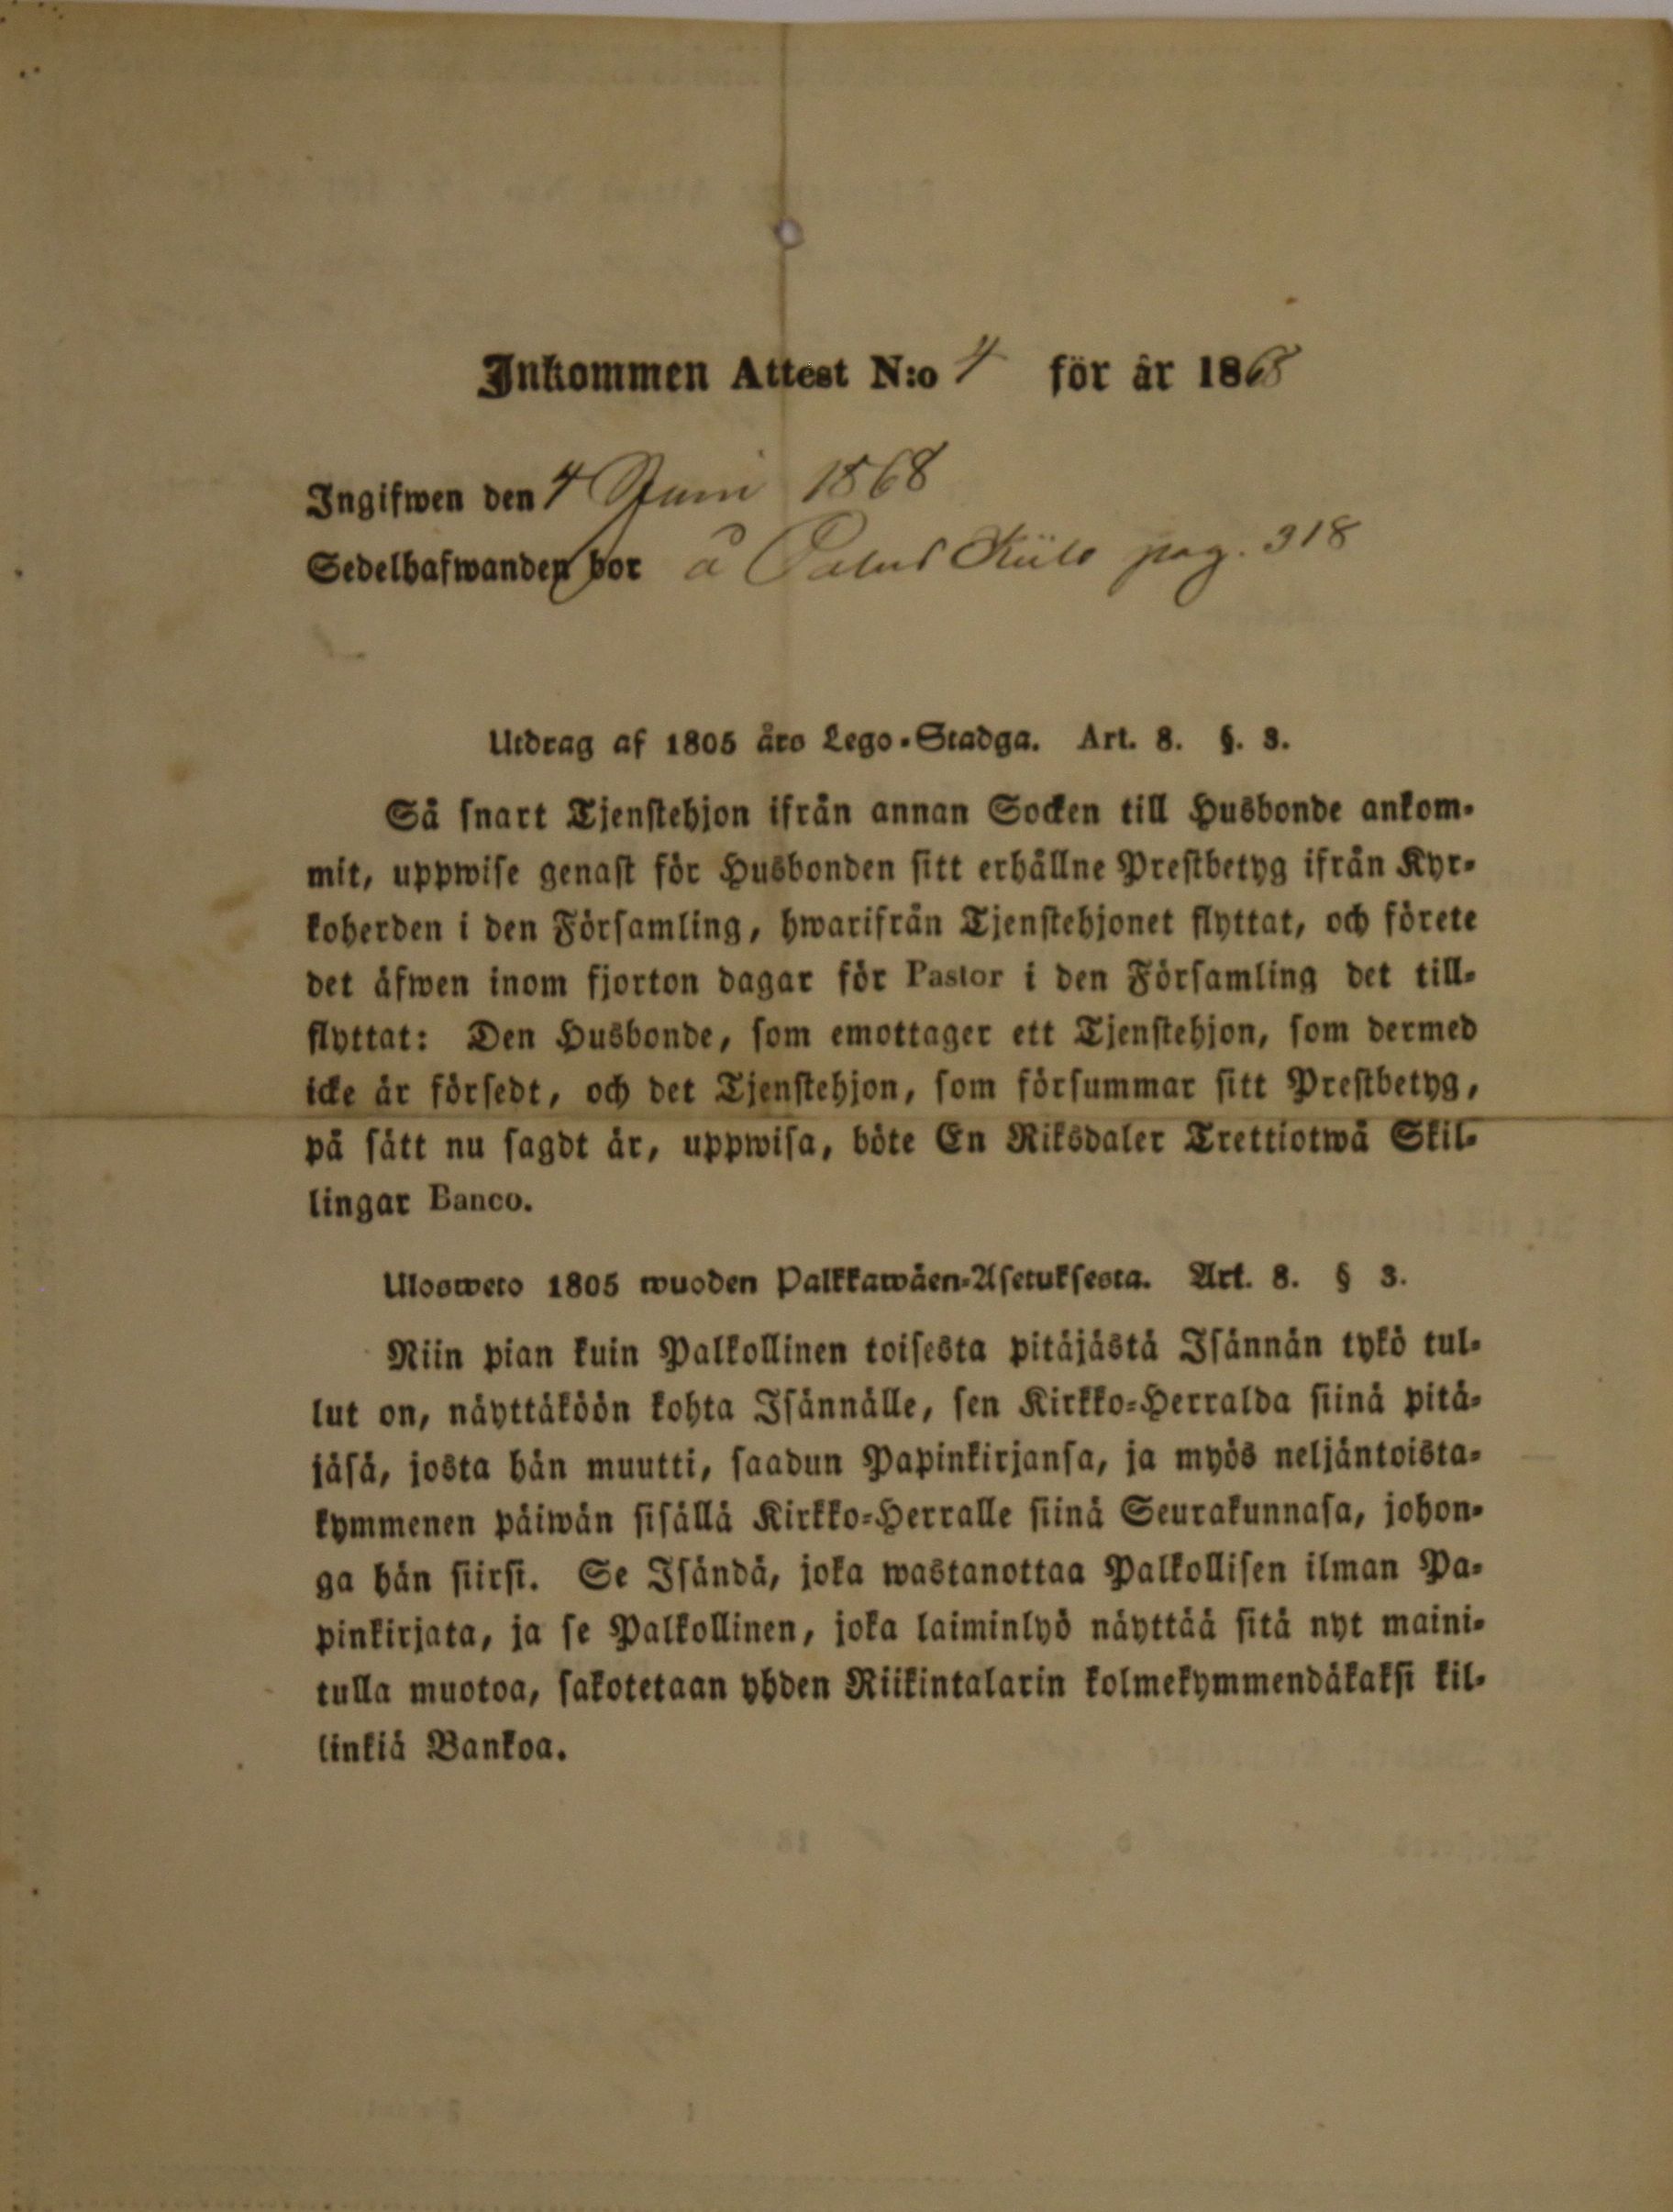 Inkommen Attest N:o 4 för år 1868
Ingifwen den 4 Juni 1868
Sedelhafwanden bor å Palus Kiilo pag. 318
Utdrag af 1805 års Lego-Stadga. Art. 8. §. 3.
Så snart Tjenstehjon ifrån annan Socken till Husbonde ankom-
mit, uppwise genast för Husbonden sitt erhållne Prestbetyg ifrån Kyr-
koherden i den Församling, hwarifrån Tjenstehjonet flyttat, och förete
det äfwen inom fjorton dagar för Pastor i den Församling det till-
flyttat: Den Husbonde, som emottager ett Tjenstehjon, som dermed
icke är försedt, och det Tjenstehjon, som försummar sitt Prestbetyg,
på sätt nu sagdt är, uppwisa, böte En Riksdaler Trettiotwå Skil-
lingar Banco.
Ulosweto 1805 wuoden Palkkawäen-Asetuksesta. Art. 8. § 3.
Niin pian kuin Palkollinen toisesta pitäjästä Isännän tykö tul-
lut on, näyttäköön kohta Isännälle, sen Kirkko-Herralda siinä pitä-
jäsä, josta hän muutti, saadun Papinkirjansa, ja myös neljäntoista-
kymmenen päiwän sisällä Kirkko-Herralle siinä Seurakunnasa, johon-
ga hän siirsi. Se Isändä, joka wastanottaa Palkollisen ilman Pa-
pinkirjata, ja se Palkollinen, joka laiminlyö näyttää sitä nyt maini-
tulla muotoa, sakotetaan yhden Riikintalarin kolmekymmendäkaksi kil-
linkiä Bankoa.